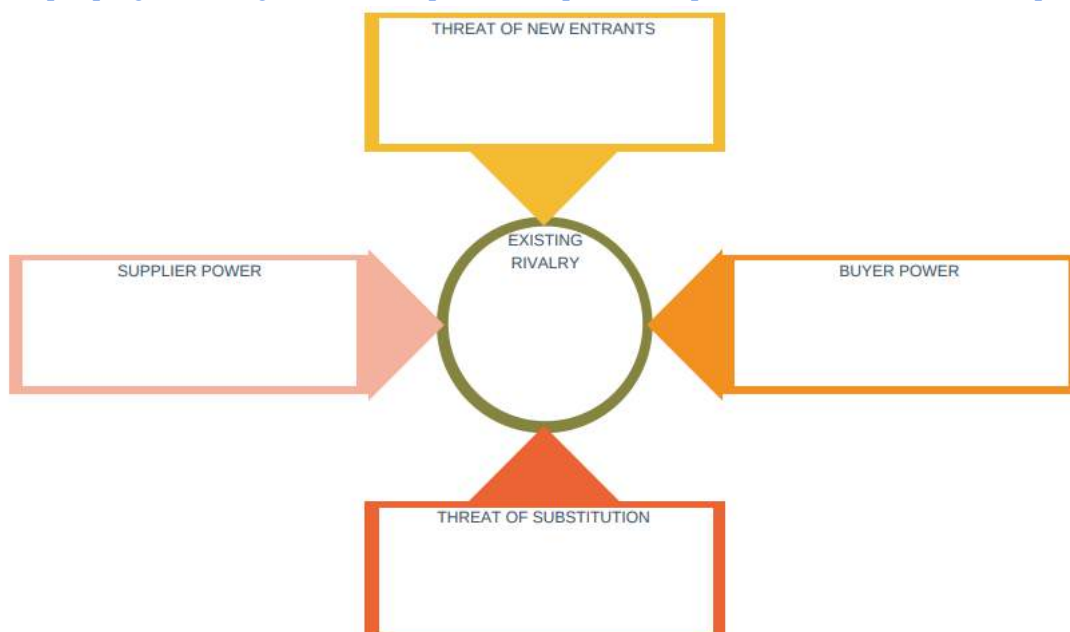 THREAT OF NEW ENTRANTS
EXISTING
RIVALRY
SUPPLIER POWER
BUYER POWER
THREAT OF SUBSTITUTION